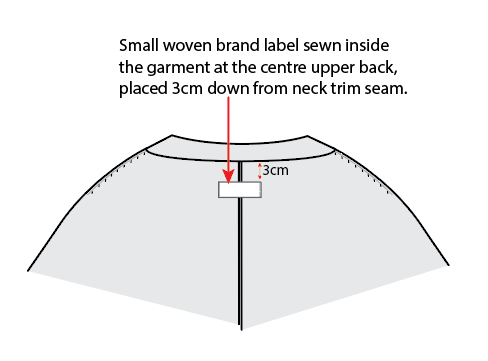 Small woven brand label sewn inside
the garment at the centre upper back,
placed 3cm down from neck trim seam.
3cm